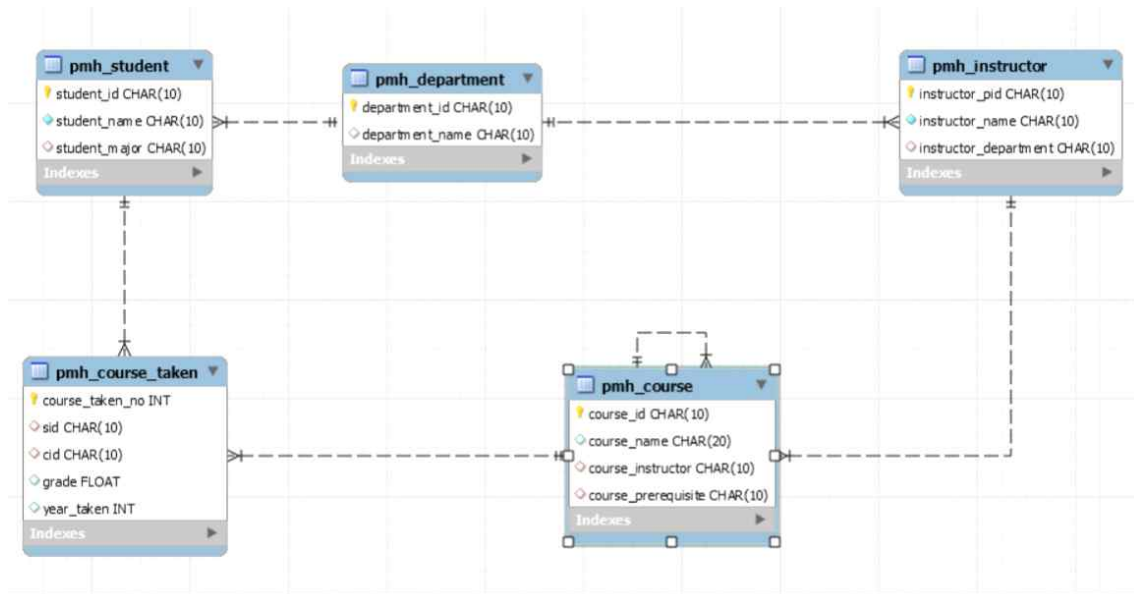 pmh_student
student_id CHAR(10)
student_name CHAR(10)
student_major CHAR(10)
Indexes
pmh_department
department_id CHAR(10)
department_name CHAR(10)
Indexes
pmh_instructor
instructor_pid CHAR(10)
instructor_name CHAR(10)
instructor_department CHAR(10)
Indexes
pmh_course_taken
course_taken_no INT
sid CHAR(10)
cid CHAR(10)
grade FLOAT
year_taken INT
Indexes
pmh_course
course_id CHAR(10)
course_name CHAR(20)
course_instructor CHAR(10)
course_prerequisite CHAR(10)
Indexes